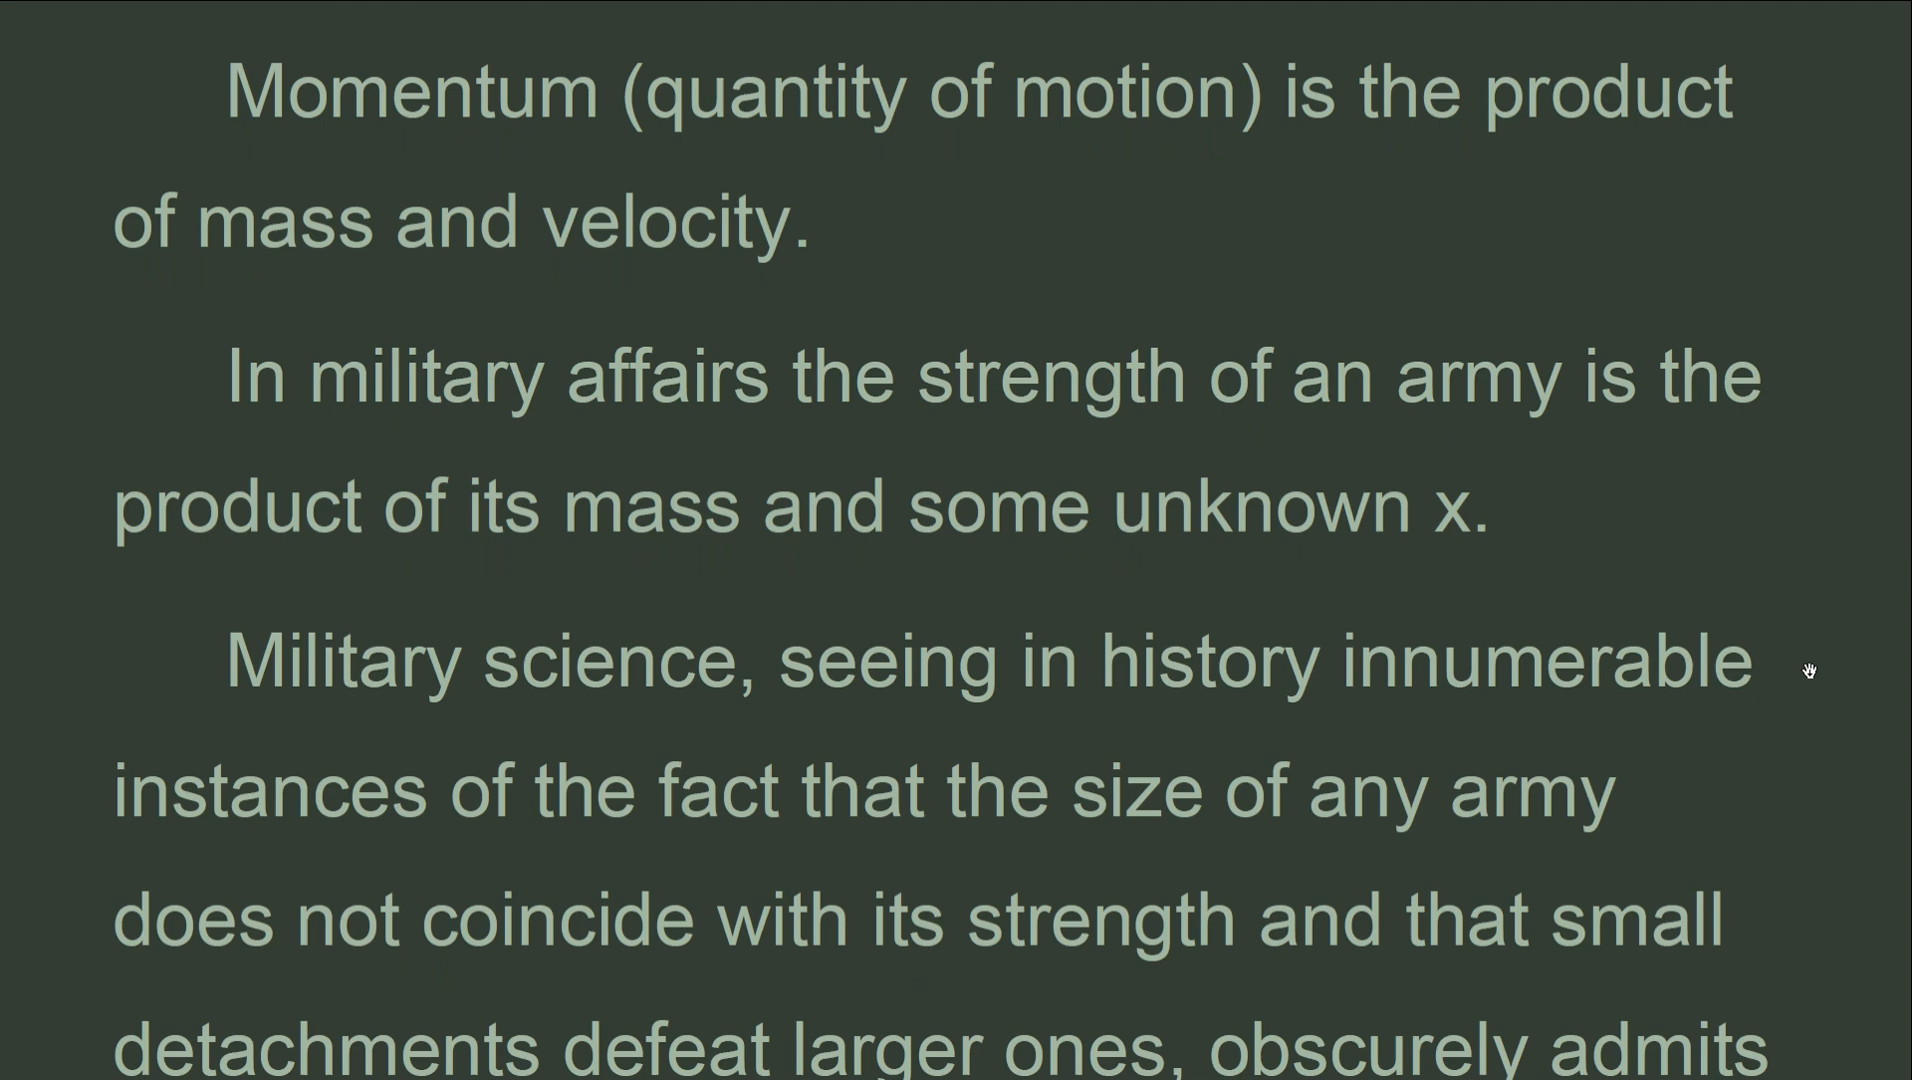 Momentum (quantity of motion) is the product
of mass and velocity.
In military affairs the strength of an army is the
product of its mass and some unknown x.
Military science, seeing in history innumerable
instances of the fact that the size of any army
does not coincide with its strength and that small
detachments defeat larger ones, obscurely admits